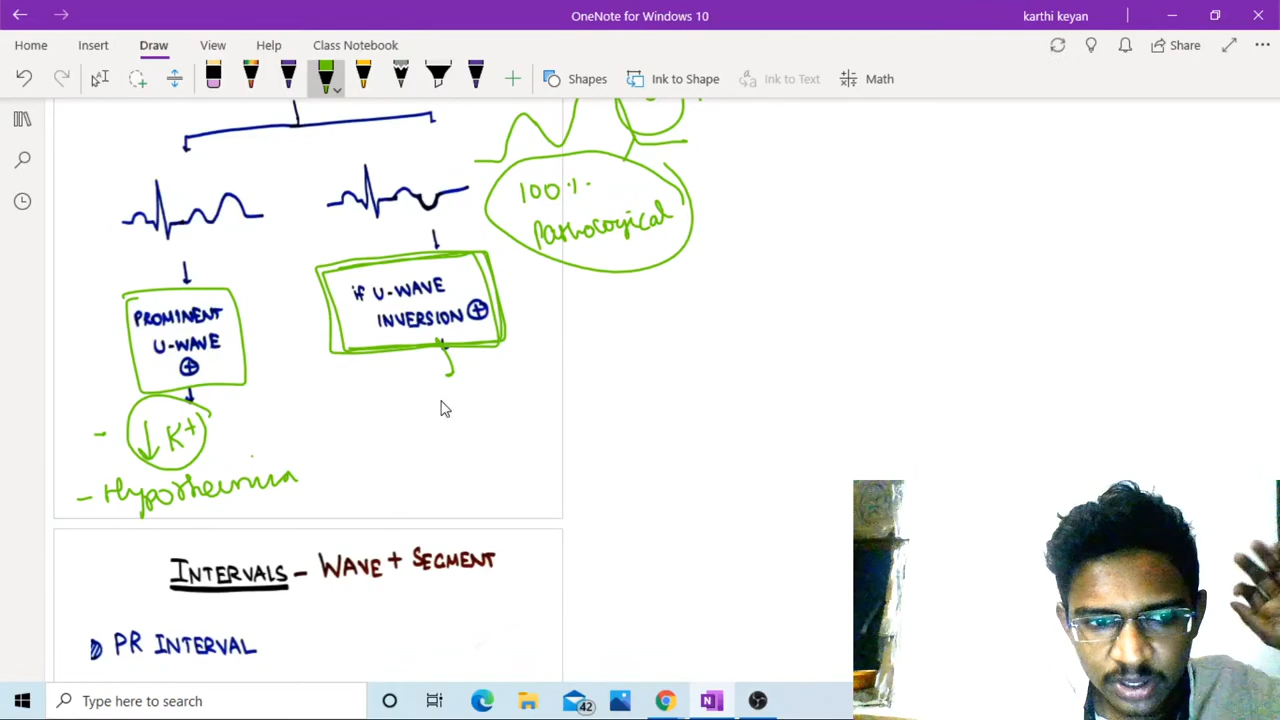 OneNote for Windows 10
karthi keyan
Home Insert Draw View Help Class Notebook
Share
Shapes Ink to Shape Ink to Text Math
100%
Pathological
if U-WAVE
INVERSION +
PROMINENT
U-WAVE
+
- ↓ K+
- Hypothermia
INTERVALS - WAVE + SEGMENT
PR INTERVAL
Type here to search
42